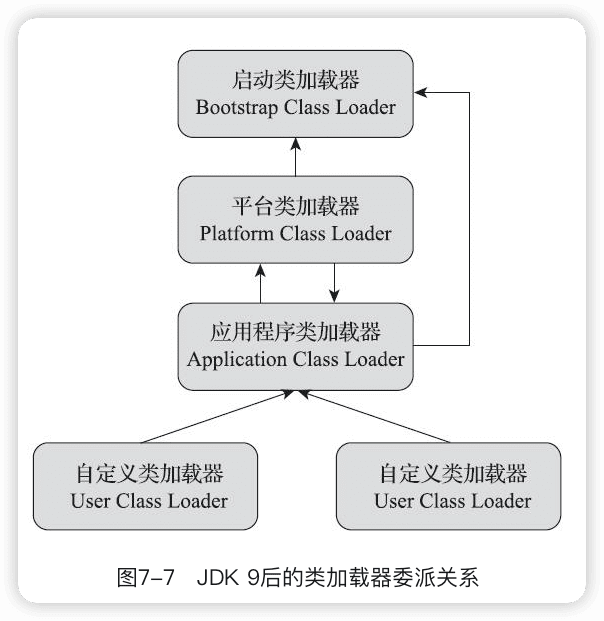 启动类加载器
Bootstrap Class Loader
平台类加载器
Platform Class Loader
应用程序类加载器
Application Class Loader
自定义类加载器
User Class Loader
自定义类加载器
User Class Loader
图7-7 JDK 9后的类加载器委派关系